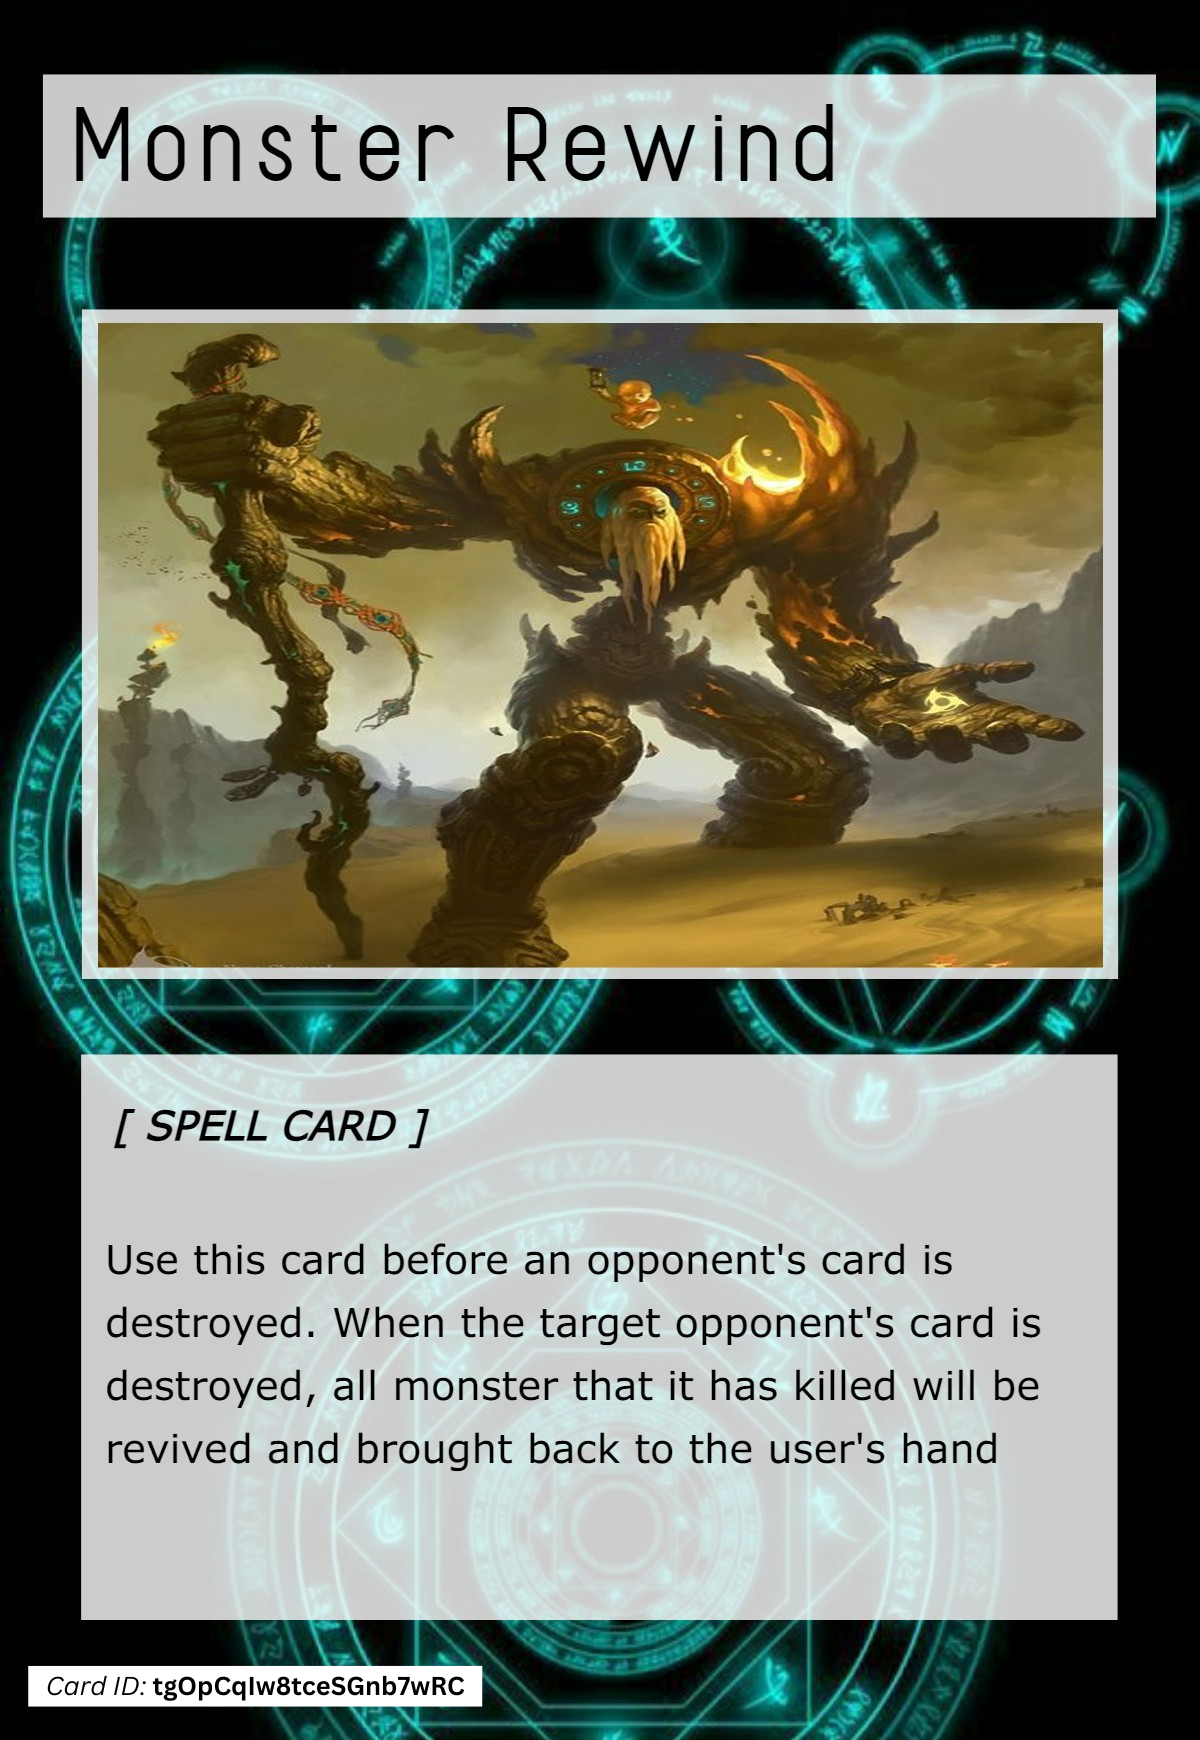 Monster Rewind
[ SPELL CARD ]
Use this card before an opponent's card is
destroyed. When the target opponent's card is
destroyed, all monster that it has killed will be
revived and brought back to the user's hand
Card ID: tgOpCqIw8tceSGnb7wRC